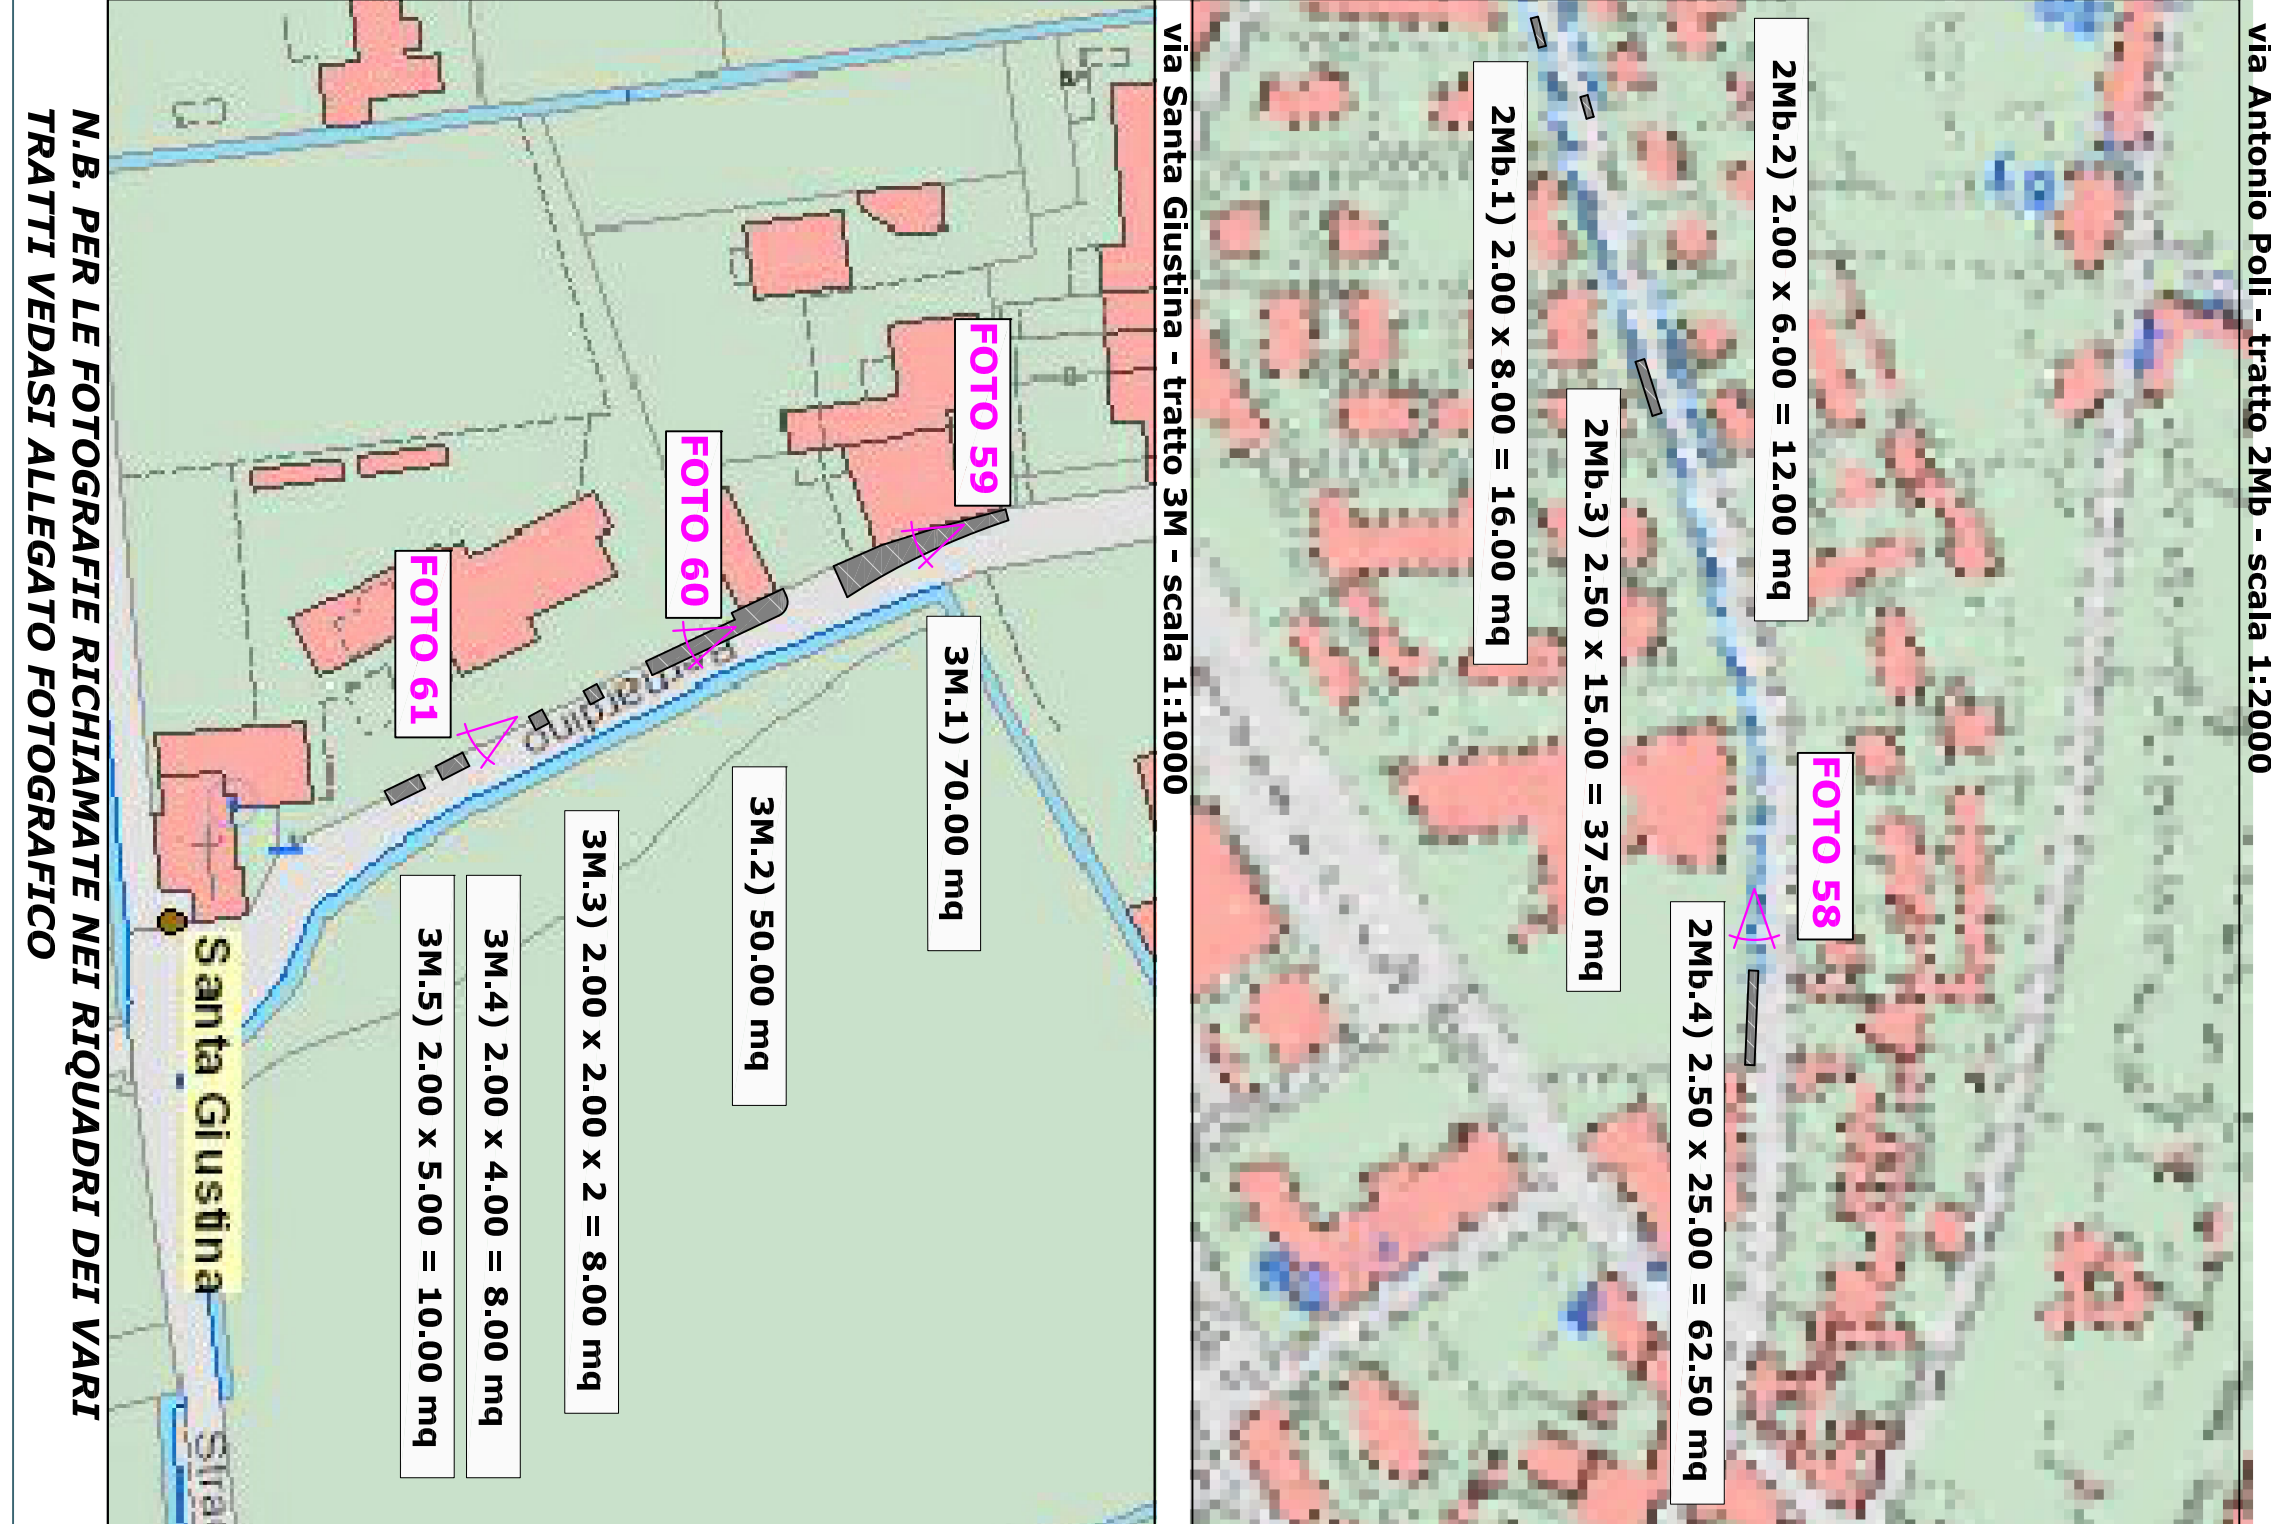 via Antonio Poli - tratto 2Mb - scala 1:2000
2Mb.2) 2.00 x 6.00 = 12.00 mq
FOTO 58
2Mb.4) 2.50 x 25.00 = 62.50 mq
2Mb.3) 2.50 x 15.00 = 37.50 mq
2Mb.1) 2.00 x 8.00 = 16.00 mq
via Santa Giustina - tratto 3M - scala 1:1000
FOTO 59
3M.1) 70.00 mq
3M.2) 50.00 mq
FOTO 60
3M.3) 2.00 x 2.00 x 2 = 8.00 mq
3M.4) 2.00 x 4.00 = 8.00 mq
FOTO 61
3M.5) 2.00 x 5.00 = 10.00 mq
Santa Giustina
N.B. PER LE FOTOGRAFIE RICHIAMATE NEI RIQUADRI DEI VARI
TRATTI VEDASI ALLEGATO FOTOGRAFICO